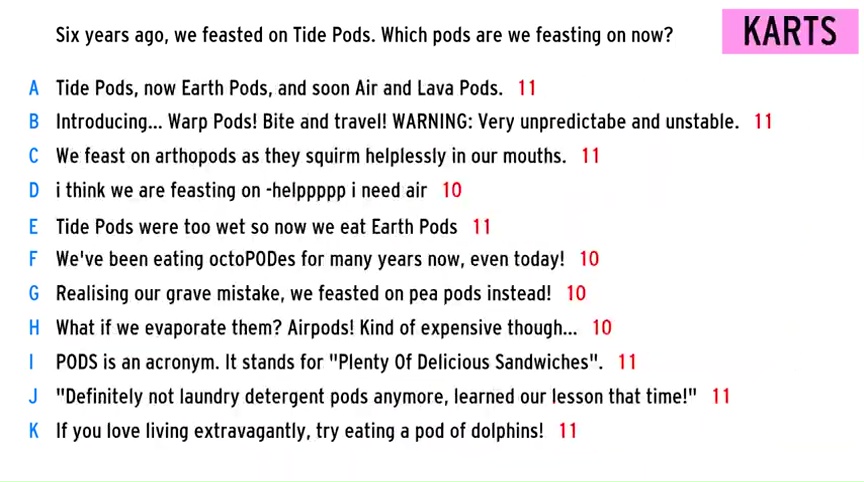 Six years ago, we feasted on Tide Pods. Which pods are we feasting on now?
KARTS
A Tide Pods, now Earth Pods, and soon Air and Lava Pods. 11
B Introducing... Warp Pods! Bite and travel! WARNING: Very unpredictabe and unstable. 11
C We feast on arthopods as they squirm helplessly in our mouths. 11
D i think we are feasting on -helppppp i need air 10
E Tide Pods were too wet so now we eat Earth Pods 11
F We've been eating octoPODes for many years now, even today! 10
G Realising our grave mistake, we feasted on pea pods instead! 10
H What if we evaporate them? Airpods! Kind of expensive though... 10
I PODS is an acronym. It stands for "Plenty Of Delicious Sandwiches". 11
J "Definitely not laundry detergent pods anymore, learned our lesson that time!" 11
K If you love living extravagantly, try eating a pod of dolphins! 11